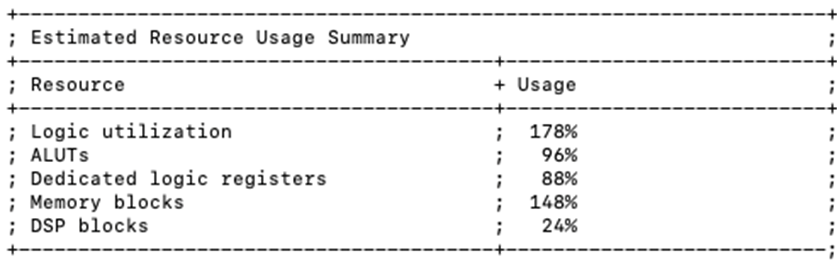 +--------------------------------------------------------------------+
; Estimated Resource Usage Summary                                   ;
+----------------------------------------+---------------------------+
; Resource                               + Usage                     ;
+----------------------------------------+---------------------------+
; Logic utilization                      ;  178%                     ;
; ALUTs                                  ;   96%                     ;
; Dedicated logic registers              ;   88%                     ;
; Memory blocks                          ;  148%                     ;
; DSP blocks                             ;   24%                     ;
+----------------------------------------+---------------------------;